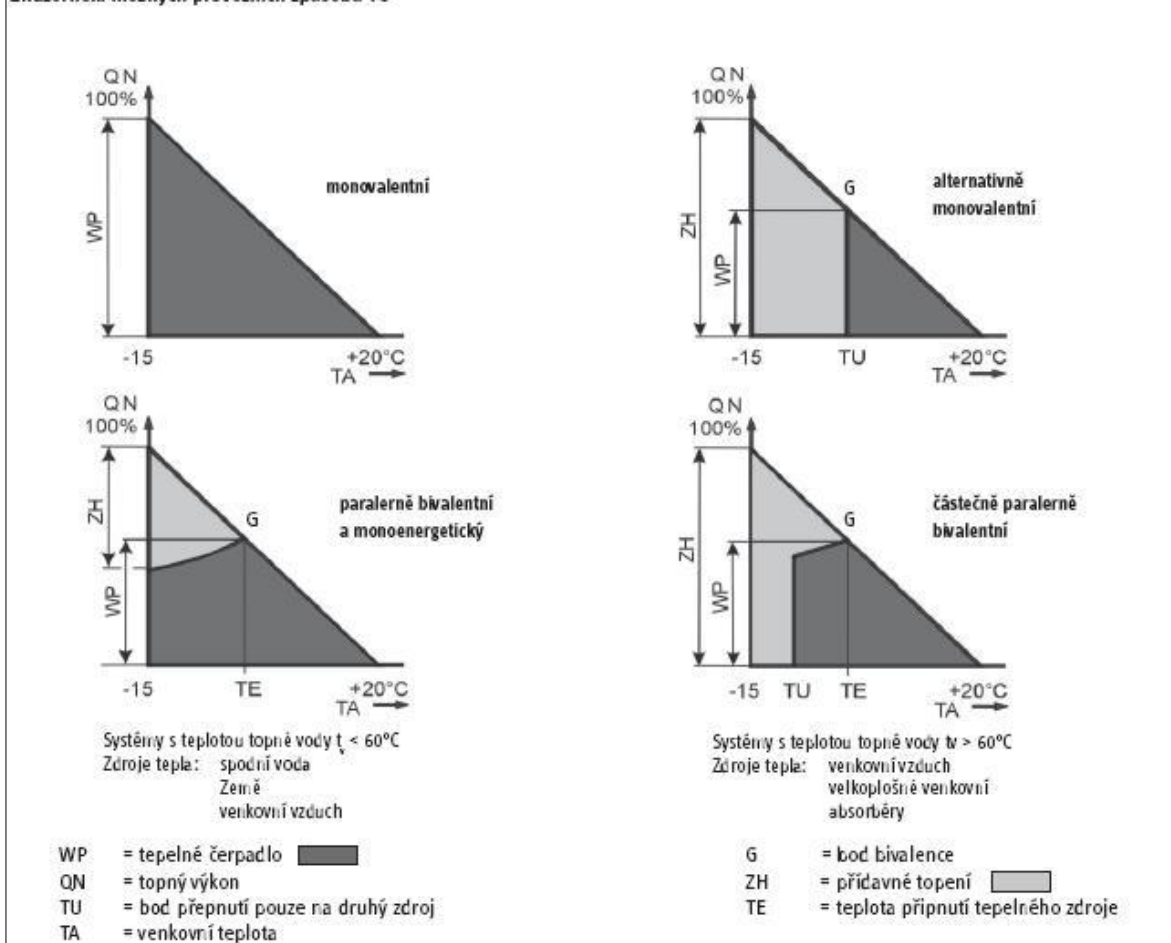 QN
100%
WP
monovalentní
-15
+20°C
TA
QN
100%
G
ZH
WP
alternativně
monovalentní
-15
TU
+20°C
TA
QN
100%
ZH
WP
G
paralerně bivalentní
a monoenergetický
-15
TE
+20°C
TA
QN
100%
ZH
WP
G
částečně paralerně
bivalentní
-15
TU
TE
+20°C
TA
Systémy s teplotou topné vody tv < 60°C
Zdroje tepla: spodní voda
Země
venkovní vzduch
Systémy s teplotou topné vody tv > 60°C
Zdroje tepla: venkovní vzduch
velkoplošné venkovní
absorbéry
WP = tepelné čerpadlo
QN = topný výkon
TU = bod přepnutí pouze na druhý zdroj
TA = venkovní teplota
G = bod bivalence
ZH = přídavné topení
TE = teplota připnutí tepelného zdroje